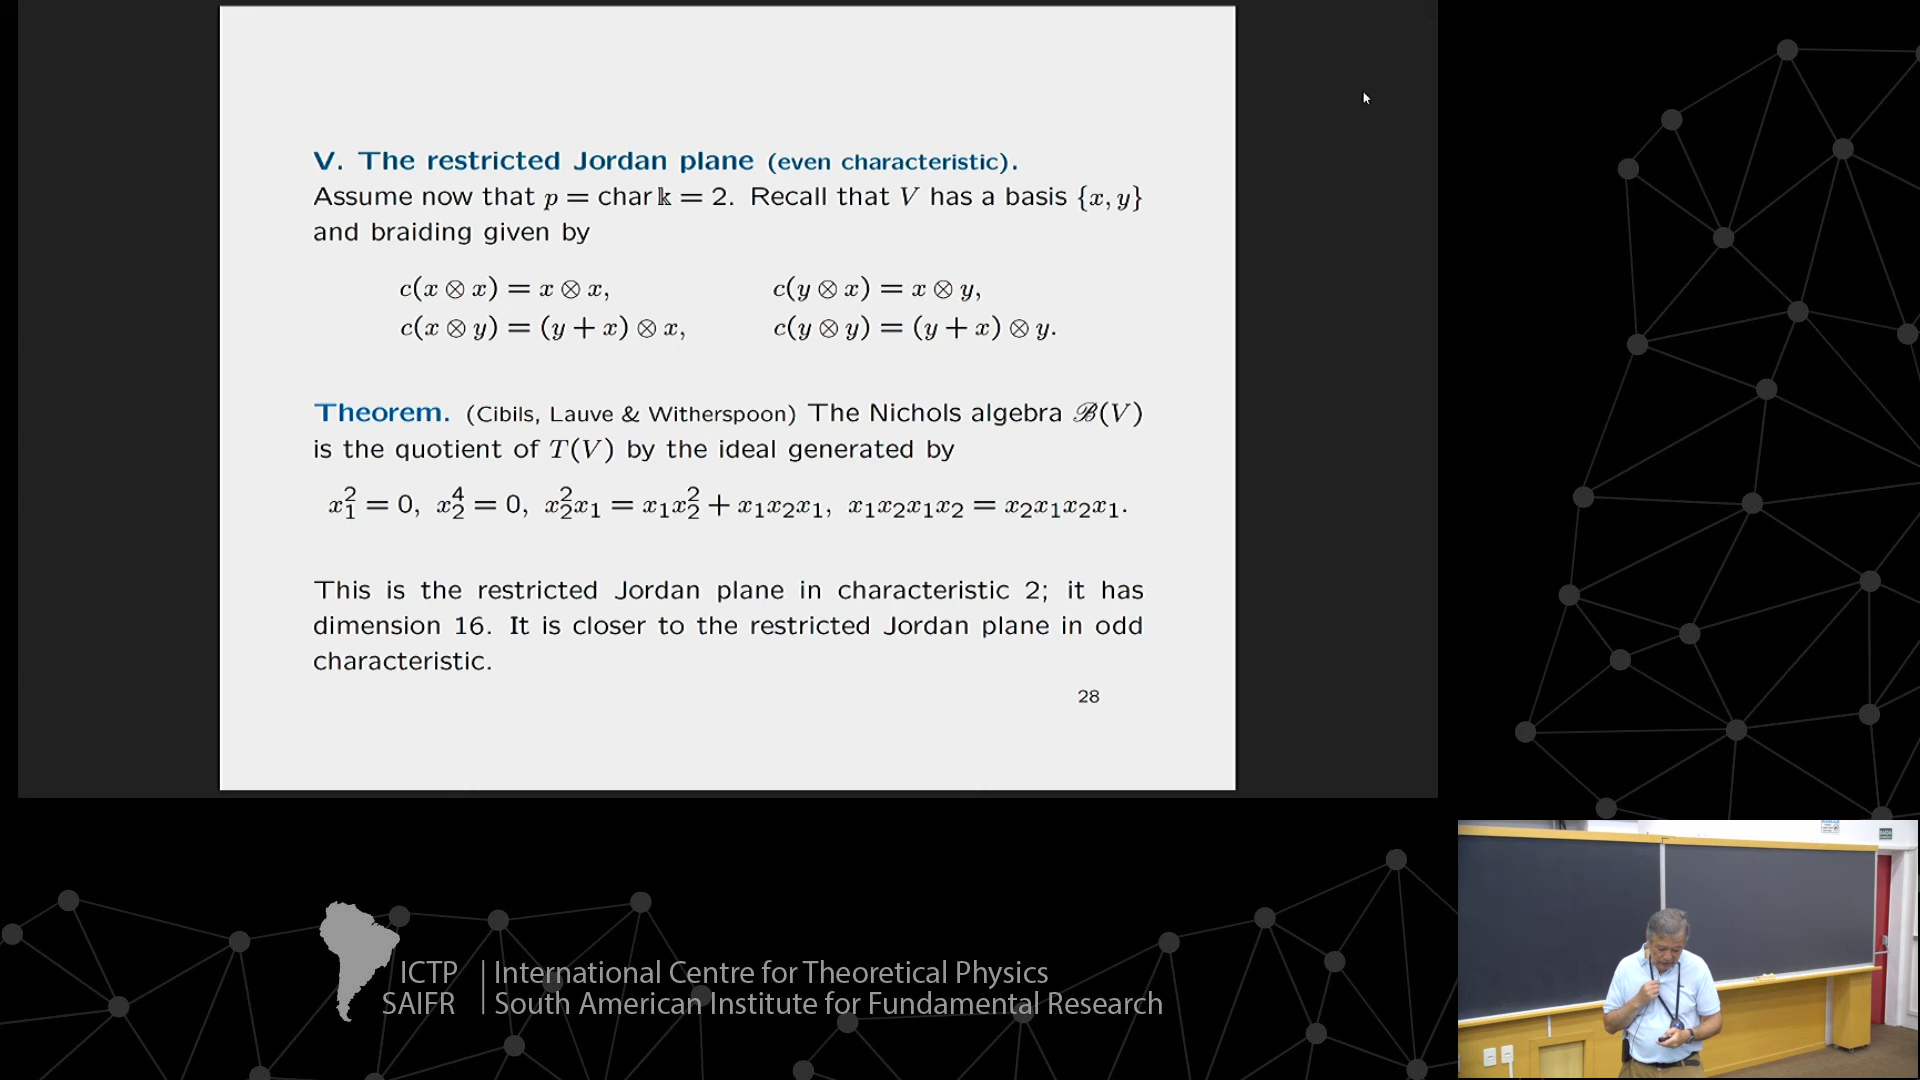 V. The restricted Jordan plane (even characteristic).
Assume now that p = char 𝕜 = 2. Recall that V has a basis {x, y}
and braiding given by
c(x ⊗ x) = x ⊗ x, c(y ⊗ x) = x ⊗ y,
c(x ⊗ y) = (y + x) ⊗ x, c(y ⊗ y) = (y + x) ⊗ y.
Theorem. (Cibils, Lauve & Witherspoon) The Nichols algebra ℬ(V)
is the quotient of T(V) by the ideal generated by
x₁² = 0, x₂⁴ = 0, x₂²x₁ = x₁x₂² + x₁x₂x₁, x₁x₂x₁x₂ = x₂x₁x₂x₁.
This is the restricted Jordan plane in characteristic 2; it has
dimension 16. It is closer to the restricted Jordan plane in odd
characteristic.
28
ICTP | International Centre for Theoretical Physics
SAIFR | South American Institute for Fundamental Research